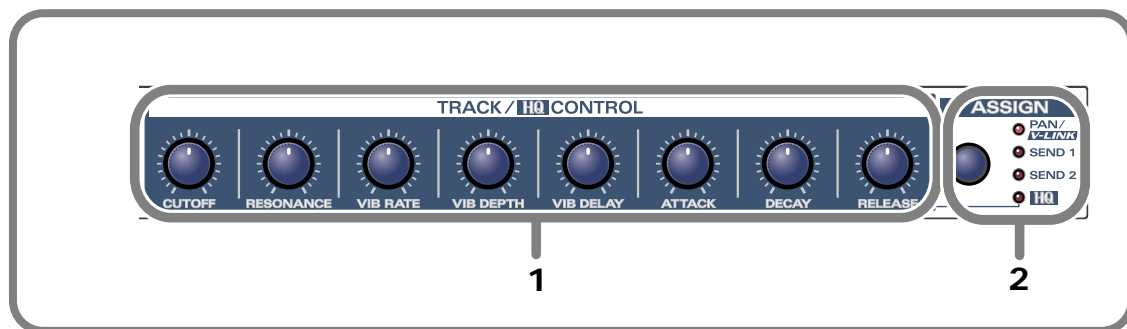 TRACK/HQ CONTROL
ASSIGN
PAN/
V-LINK
SEND 1
SEND 2
HQ
CUTOFF RESONANCE VIB RATE VIB DEPTH VIB DELAY ATTACK DECAY RELEASE
1 2